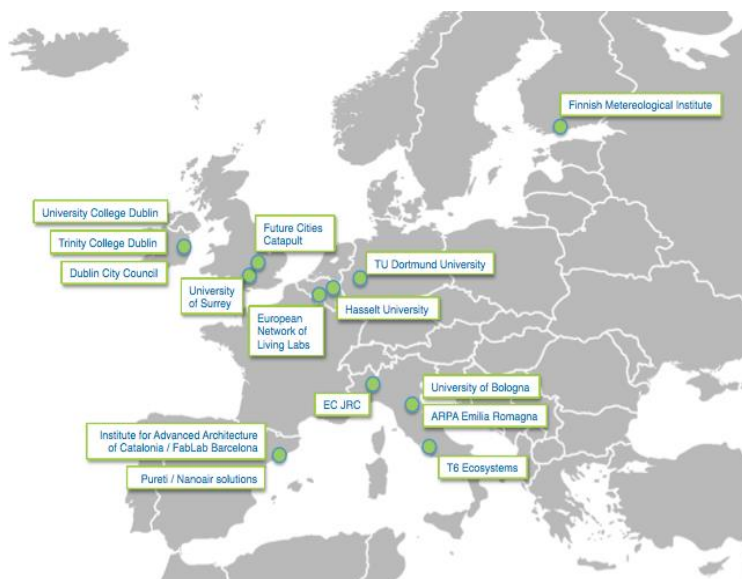 Finnish Metereological Institute
University College Dublin
Trinity College Dublin
Dublin City Council
Future Cities
Catapult
University
of Surrey
TU Dortmund University
Hasselt University
European
Network of
Living Labs
EC JRC
University of Bologna
ARPA Emilia Romagna
T6 Ecosystems
Institute for Advanced Architecture
of Catalonia / FabLab Barcelona
Pureti / Nanoair solutions